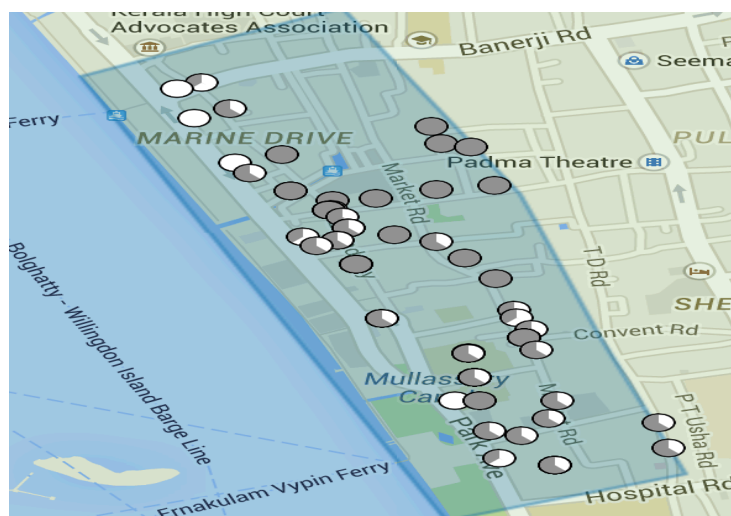 Kerala High Court
Advocates Association
Banerji Rd
Seema
Ferry
MARINE DRIVE
PUL
Padma Theatre
Market Rd
T D Rd
Bolghatty - Willingdon Island Barge Line
SHE
Convent Rd
Mullassery
Park Ave
P T Usha Rd
Ernakulam Vypin Ferry
Hospital Rd